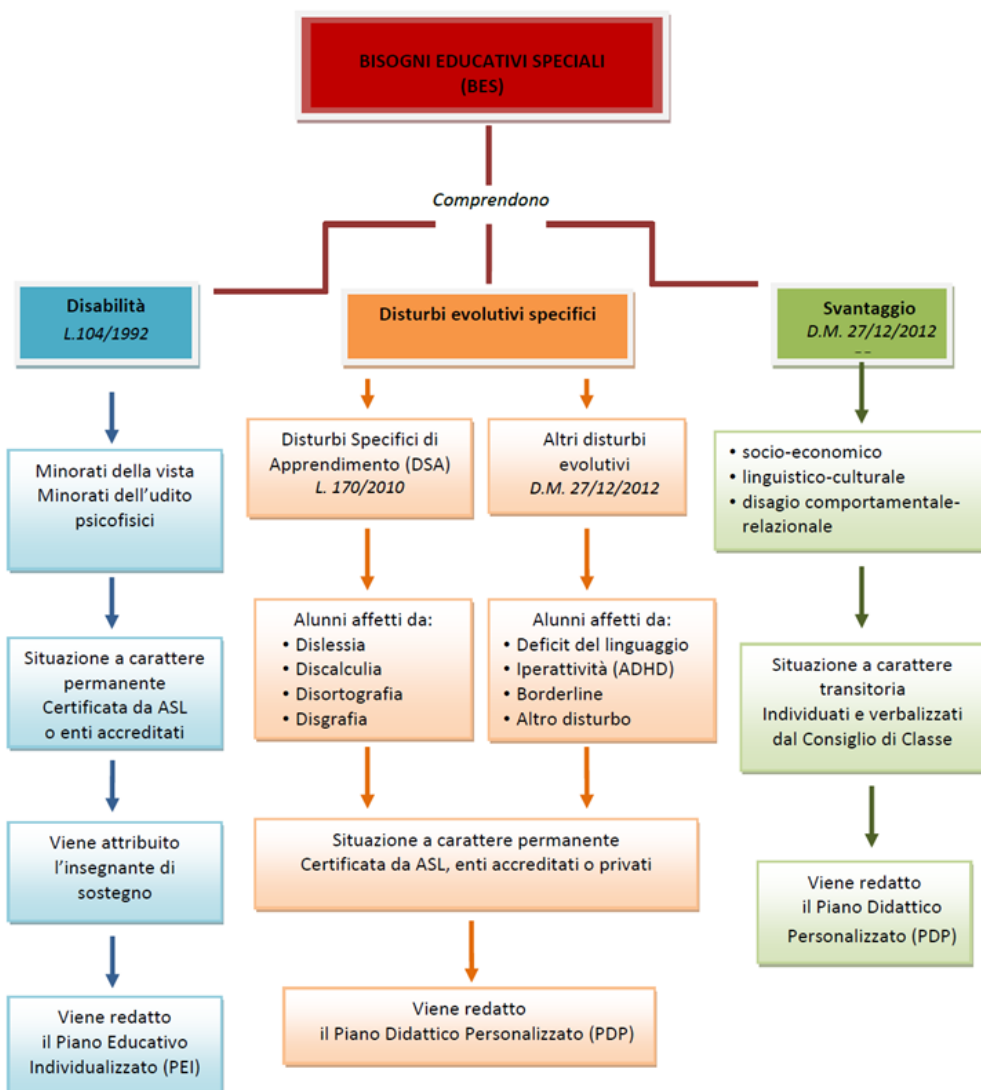 BISOGNI EDUCATIVI SPECIALI
(BES)
Comprendono
Disabilità
L.104/1992
Disturbi evolutivi specifici
Svantaggio
D.M. 27/12/2012
--
Minorati della vista
Minorati dell'udito
psicofisici
Disturbi Specifici di
Apprendimento (DSA)
L. 170/2010
Altri disturbi
evolutivi
D.M. 27/12/2012
• socio-economico
• linguistico-culturale
• disagio comportamentale-
relazionale
Situazione a carattere
permanente
Certificata da ASL
o enti accreditati
Alunni affetti da:
• Dislessia
• Discalculia
• Disortografia
• Disgrafia
Alunni affetti da:
• Deficit del linguaggio
• Iperattività (ADHD)
• Borderline
• Altro disturbo
Situazione a carattere
transitoria
Individuati e verbalizzati
dal Consiglio di Classe
Viene attribuito
l'insegnante di
sostegno
Situazione a carattere permanente
Certificata da ASL, enti accreditati o privati
Viene redatto
il Piano Didattico
Personalizzato (PDP)
Viene redatto
il Piano Educativo
Individualizzato (PEI)
Viene redatto
il Piano Didattico Personalizzato (PDP)